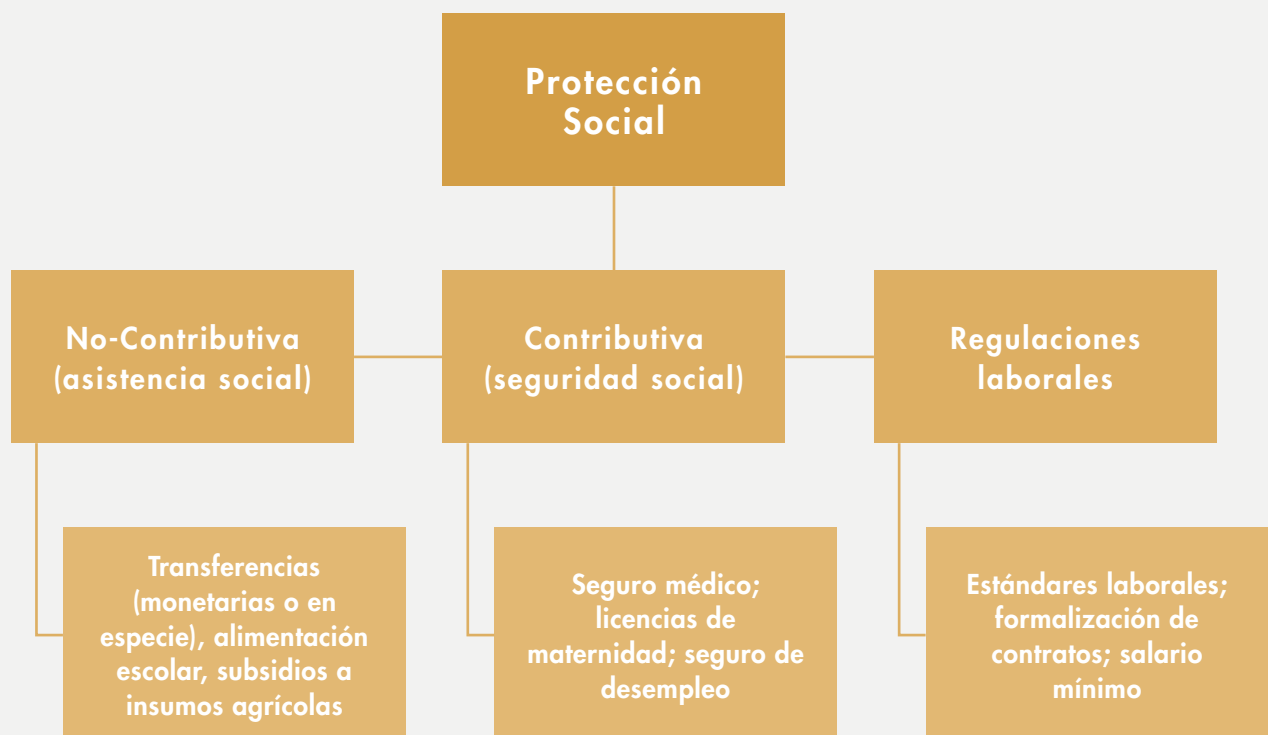 Protección
Social
No-Contributiva
(asistencia social)
Contributiva
(seguridad social)
Regulaciones
laborales
Transferencias
(monetarias o en
especie), alimentación
escolar, subsidios a
insumos agrícolas
Seguro médico;
licencias de
maternidad; seguro de
desempleo
Estándares laborales;
formalización de
contratos; salario
mínimo